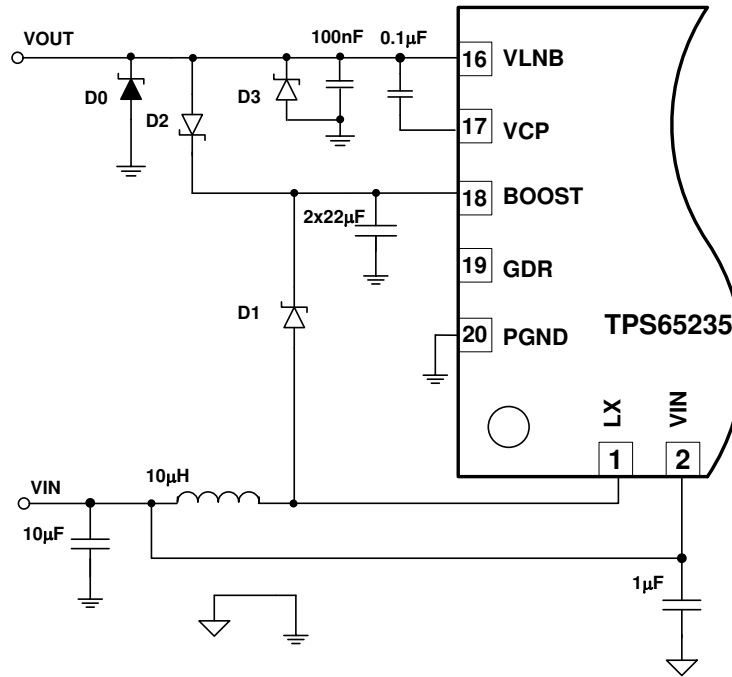 VOUT
100nF
0.1μF
16
VLNB
D0
D2
D3
17
VCP
18
BOOST
2x22μF
19
GDR
D1
20
PGND
TPS65235
LX
VIN
1
2
10μH
VIN
10μF
1μF